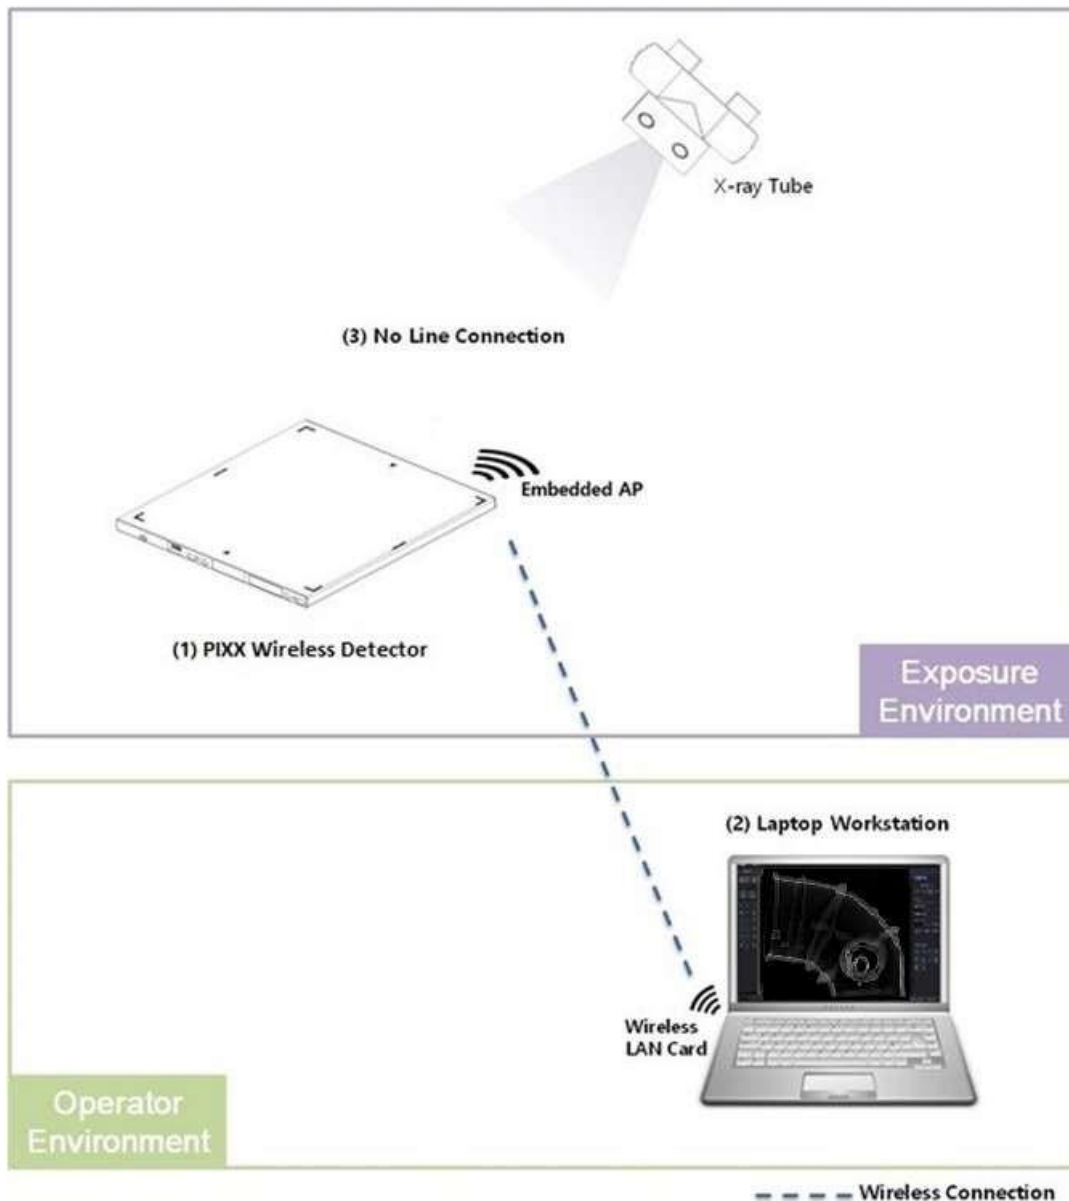 X-ray Tube
(3) No Line Connection
Embedded AP
(1) PIXX Wireless Detector
Exposure
Environment
(2) Laptop Workstation
Wireless
LAN Card
Operator
Environment
Wireless Connection